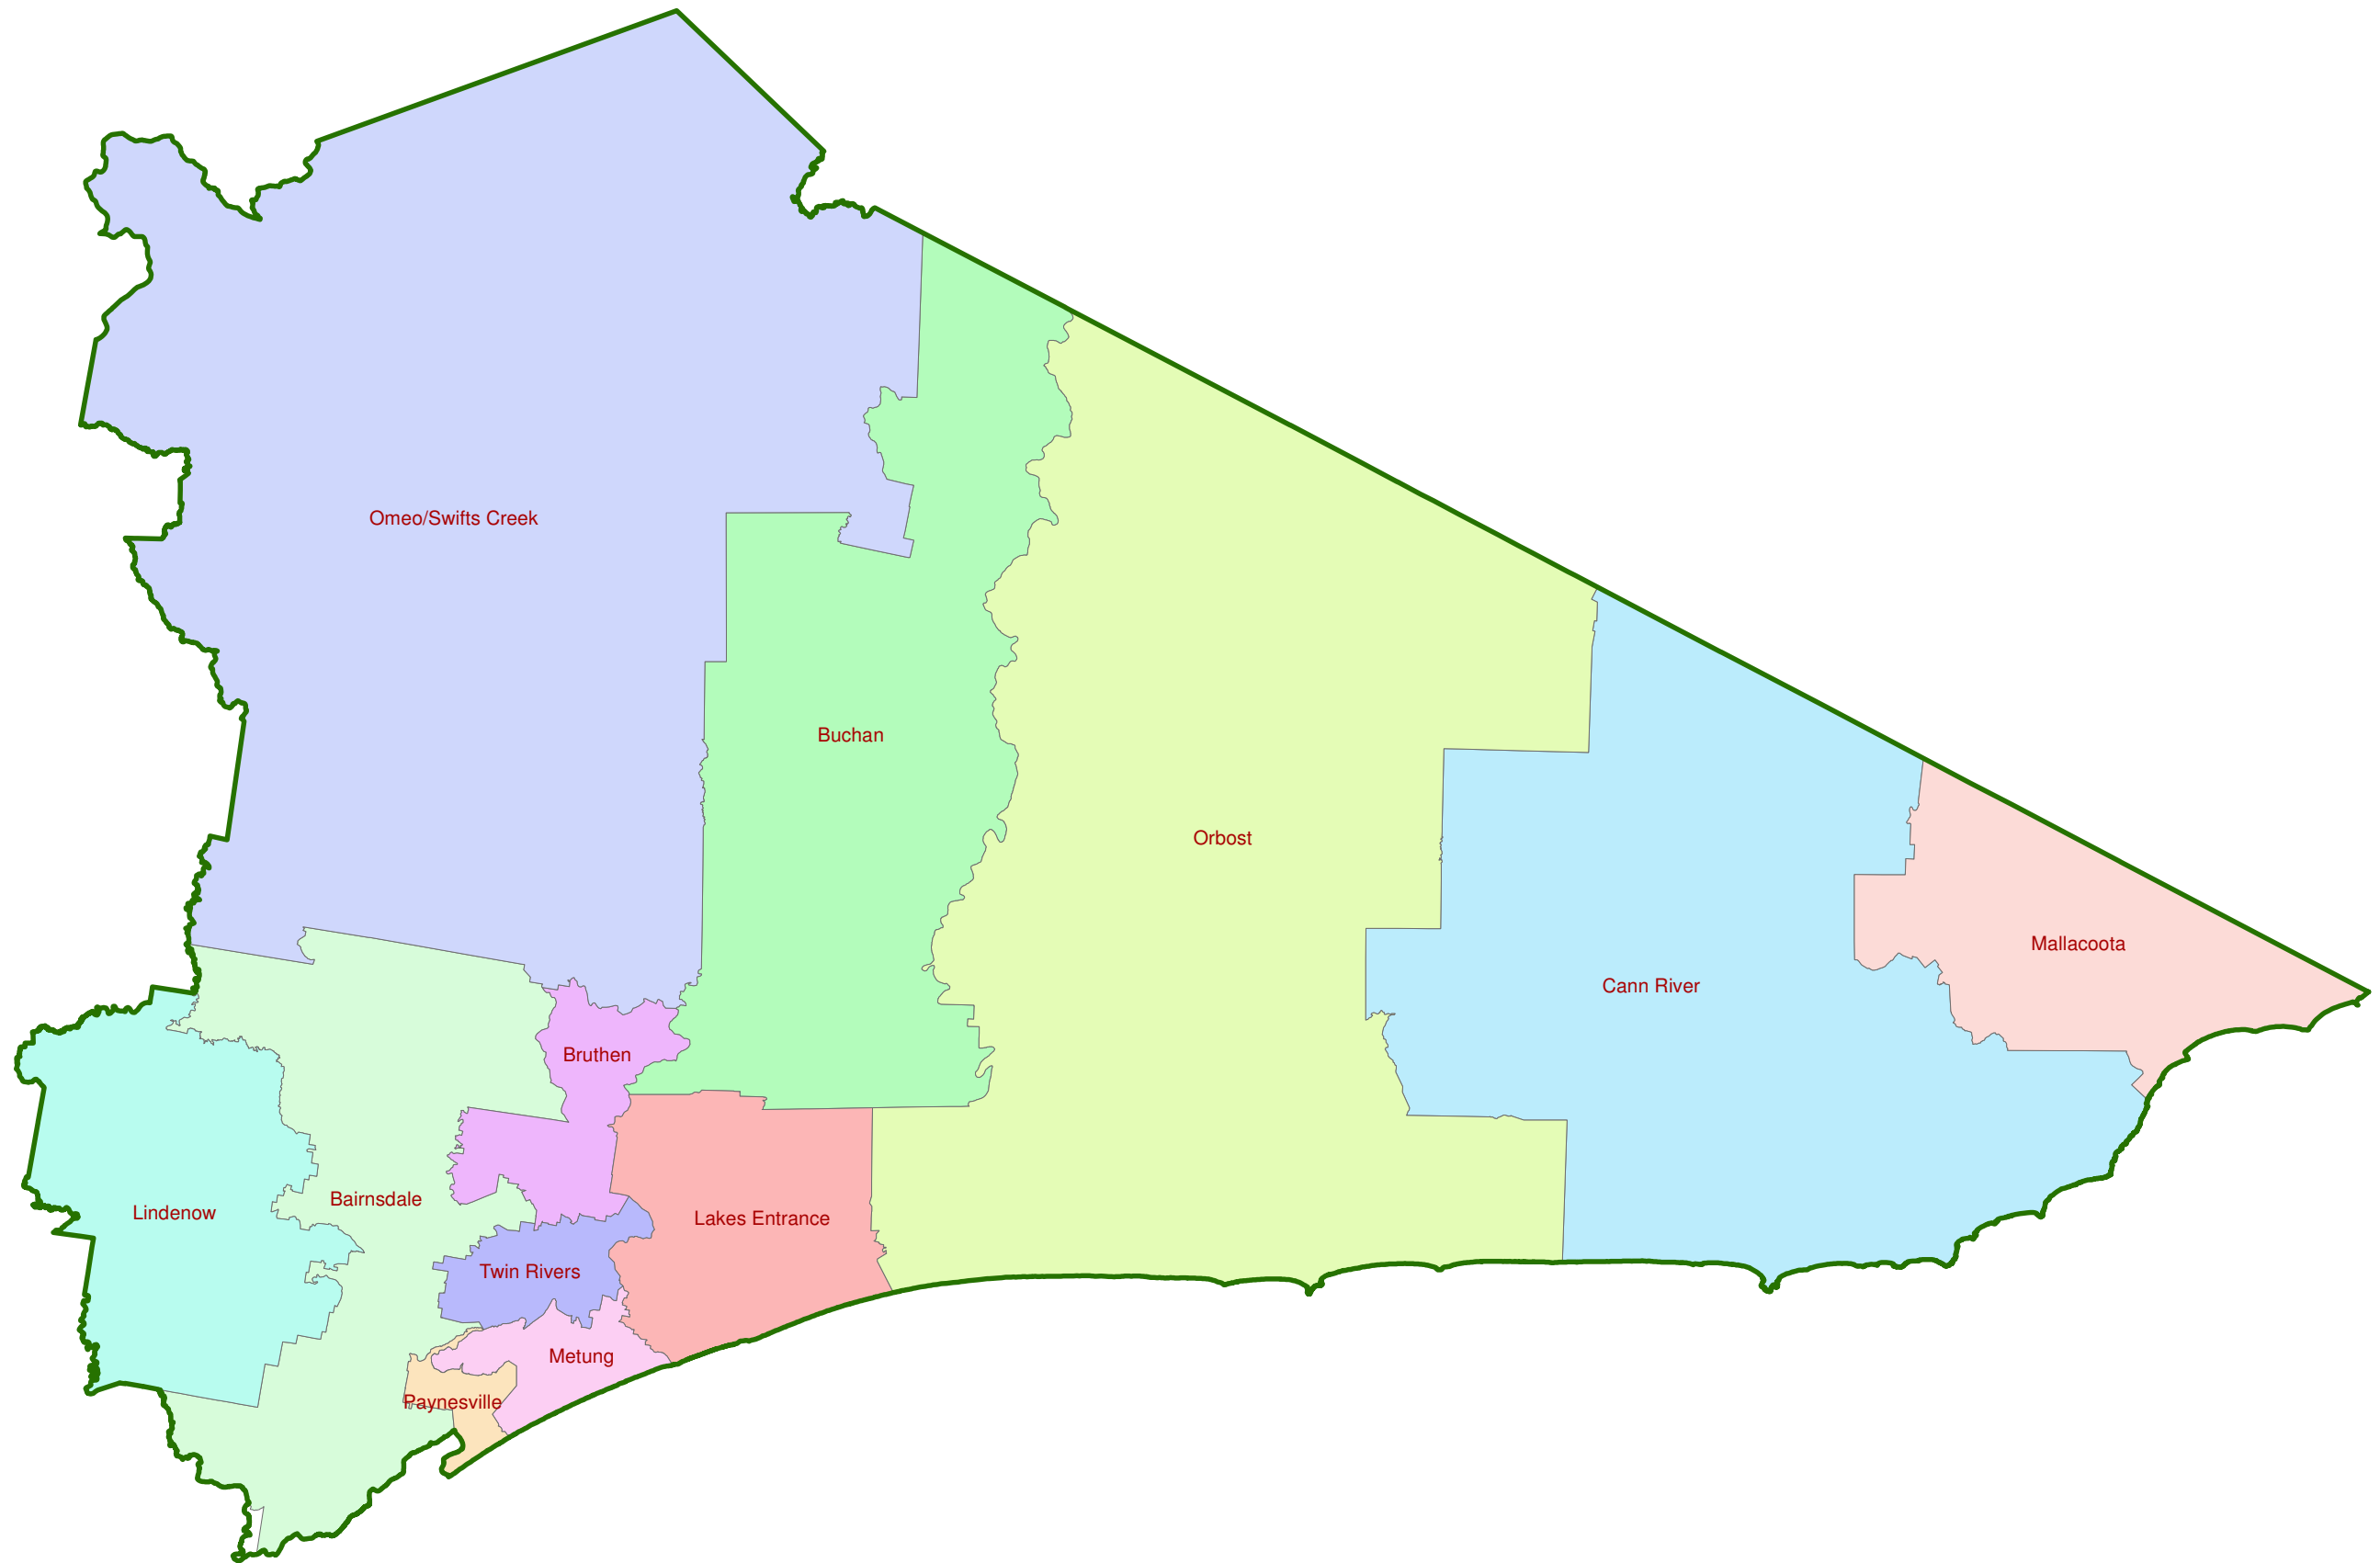 Omeo/Swifts Creek
Buchan
Orbost
Mallacoota
Cann River
Bruthen
Bairnsdale
Lindenow
Lakes Entrance
Twin Rivers
Metung
Paynesville